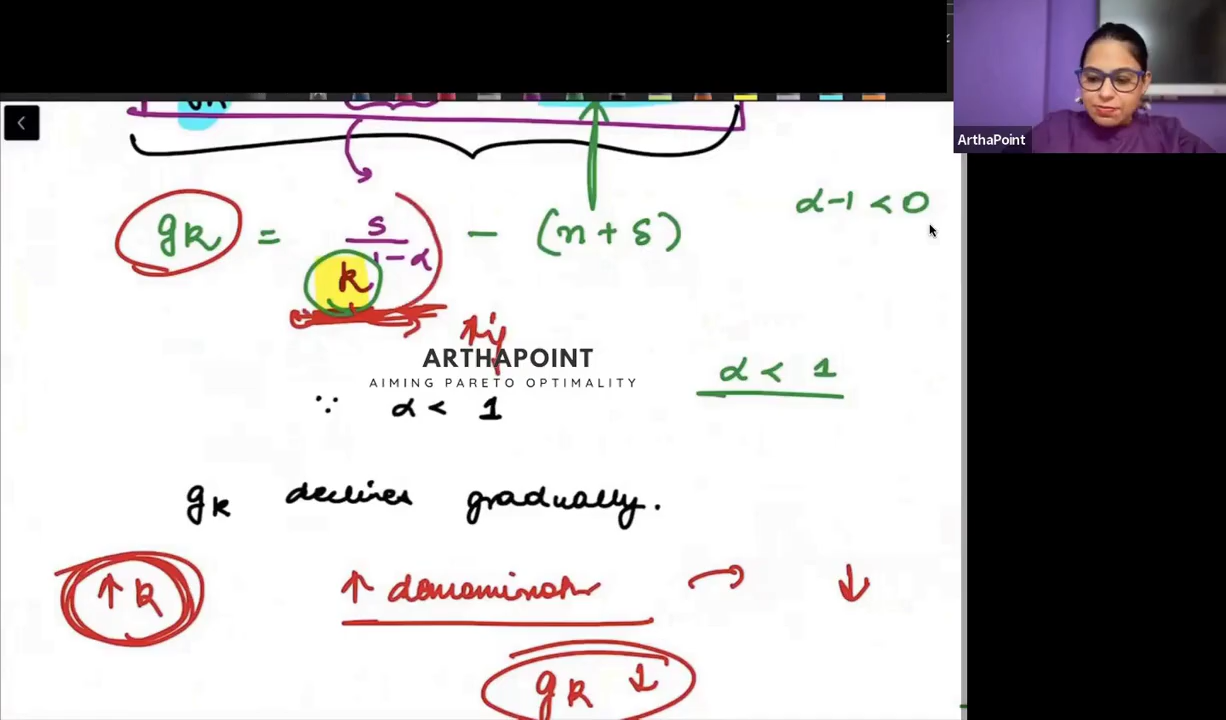 ArthaPoint
α-1 < 0
gk = s / k^1-α - (n + δ)
ARTHAPOINT
AIMING PARETO OPTIMALITY
α < 1
∵ α < 1
gk declines gradually.
↑ k ↑ denominator → ↓
gk ↓